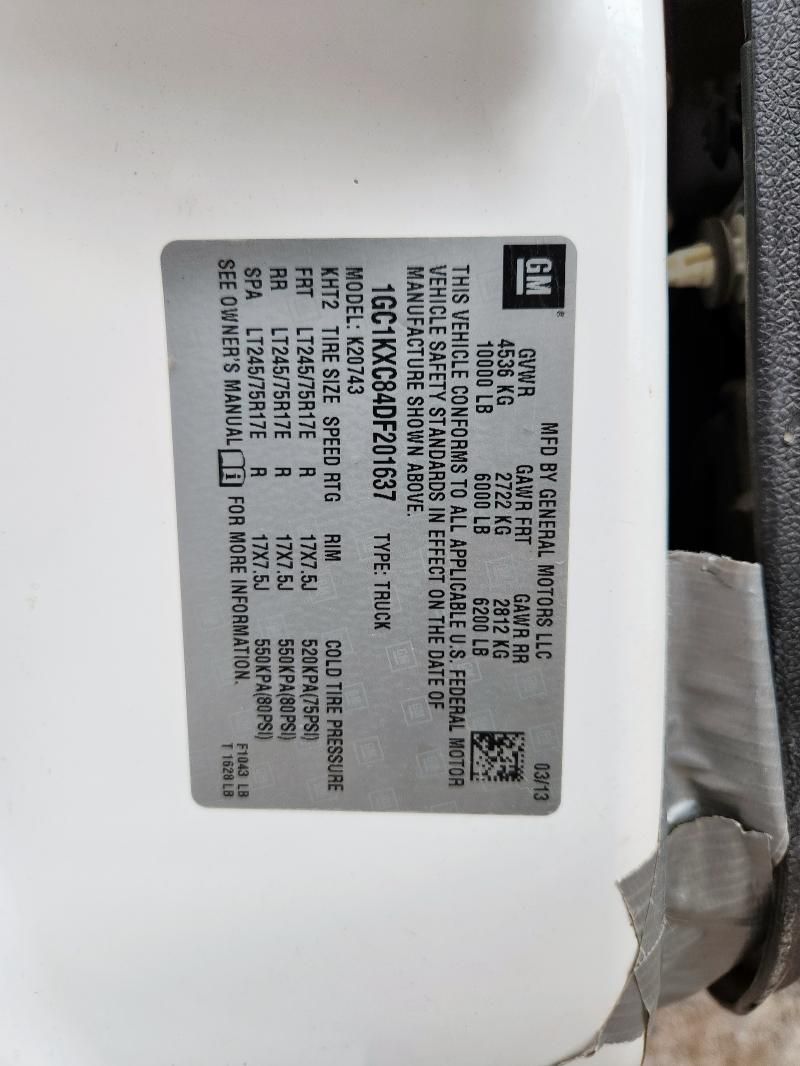 GM
®
MFD BY GENERAL MOTORS LLC 03/13
GVWR GAWR FRT GAWR RR
4536 KG 2722 KG 2812 KG
10000 LB 6000 LB 6200 LB
THIS VEHICLE CONFORMS TO ALL APPLICABLE U.S. FEDERAL MOTOR
VEHICLE SAFETY STANDARDS IN EFFECT ON THE DATE OF
MANUFACTURE SHOWN ABOVE.
1GC1KXC84DF201637 TYPE: TRUCK
MODEL: K20743
KHT2 TIRE SIZE SPEED RTG RIM COLD TIRE PRESSURE
FRT LT245/75R17E R 17X7.5J 520KPA(75PSI)
RR LT245/75R17E R 17X7.5J 550KPA(80PSI)
SPA LT245/75R17E R 17X7.5J 550KPA(80PSI)
SEE OWNER'S MANUAL i FOR MORE INFORMATION.
F1043 LB
T 1628 LB